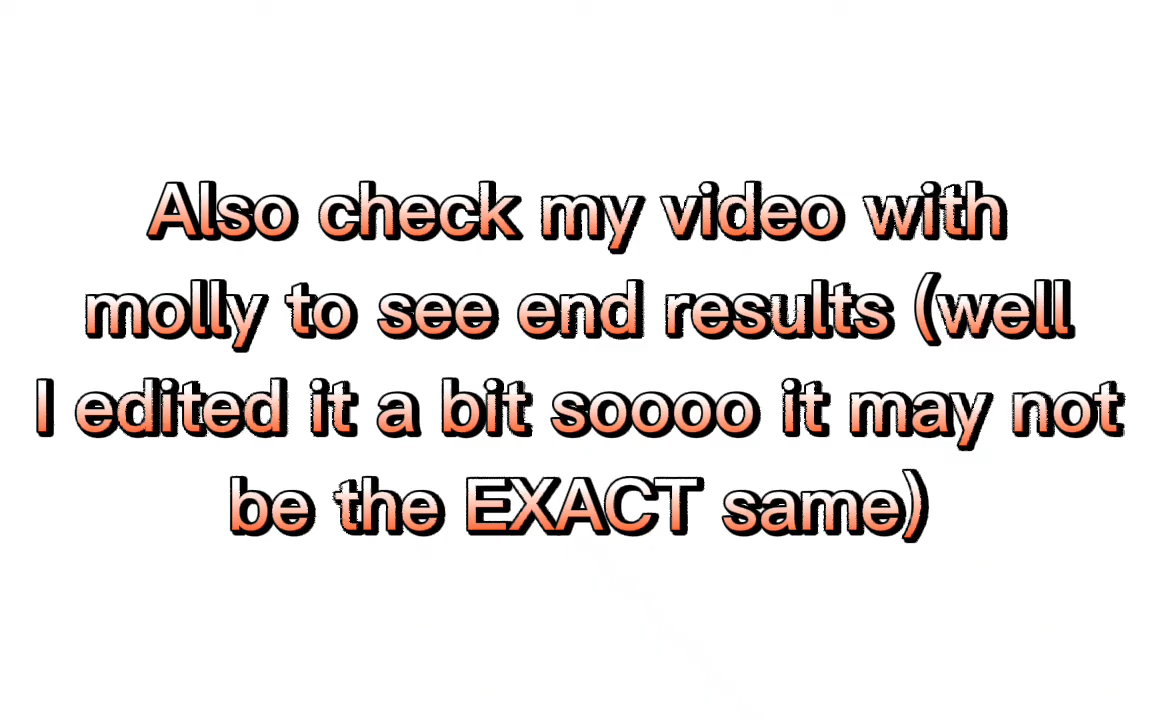 Also check my video with
molly to see end results (well
I edited it a bit soooo it may not
be the EXACT same)